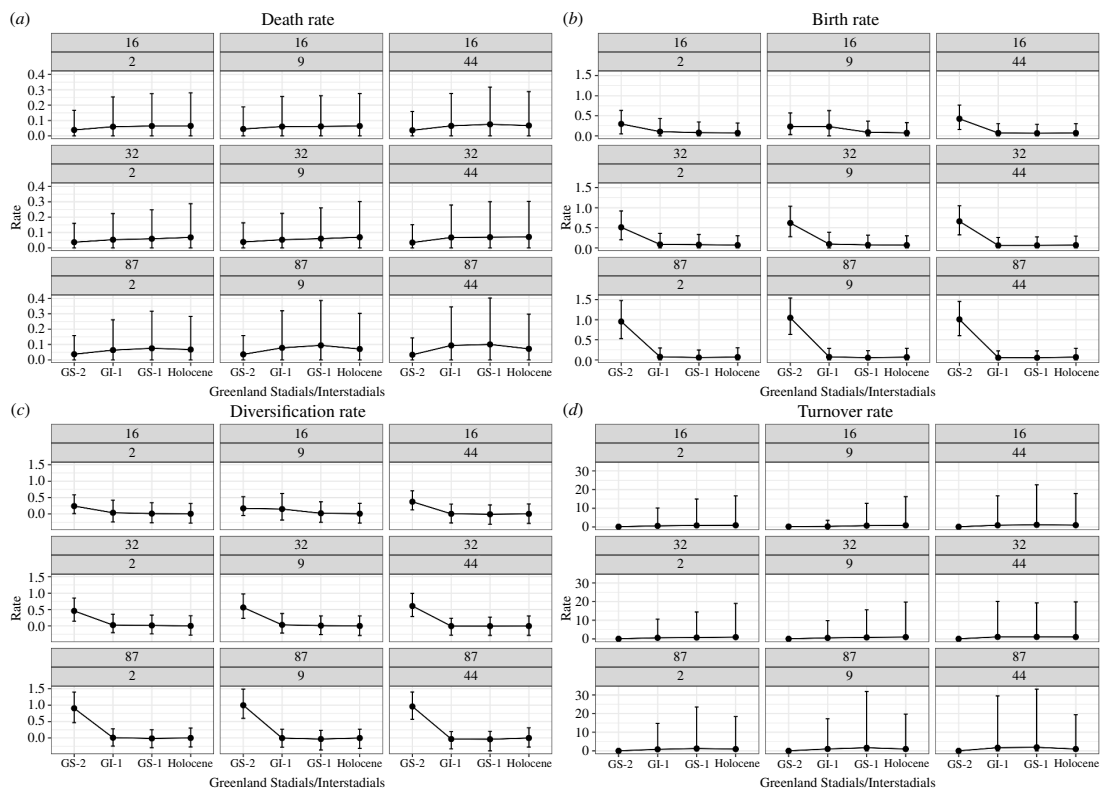 (a) Death rate
16 16 16
2 9 44
0.4
0.3
0.2
0.1
0.0
32 32 32
2 9 44
0.4
0.3
0.2
0.1
0.0
Rate
87 87 87
2 9 44
0.4
0.3
0.2
0.1
0.0
GS-2 GI-1 GS-1 Holocene GS-2 GI-1 GS-1 Holocene GS-2 GI-1 GS-1 Holocene
Greenland Stadials/Interstadials
(b) Birth rate
16 16 16
2 9 44
1.5
1.0
0.5
0.0
32 32 32
2 9 44
1.5
1.0
0.5
0.0
Rate
87 87 87
2 9 44
1.5
1.0
0.5
0.0
GS-2 GI-1 GS-1 Holocene GS-2 GI-1 GS-1 Holocene GS-2 GI-1 GS-1 Holocene
Greenland Stadials/Interstadials
(c) Diversification rate
16 16 16
2 9 44
1.5
1.0
0.5
0.0
32 32 32
2 9 44
1.5
1.0
0.5
0.0
Rate
87 87 87
2 9 44
1.5
1.0
0.5
0.0
GS-2 GI-1 GS-1 Holocene GS-2 GI-1 GS-1 Holocene GS-2 GI-1 GS-1 Holocene
Greenland Stadials/Interstadials
(d) Turnover rate
16 16 16
2 9 44
30
20
10
0
32 32 32
2 9 44
30
20
10
0
Rate
87 87 87
2 9 44
30
20
10
0
GS-2 GI-1 GS-1 Holocene GS-2 GI-1 GS-1 Holocene GS-2 GI-1 GS-1 Holocene
Greenland Stadials/Interstadials